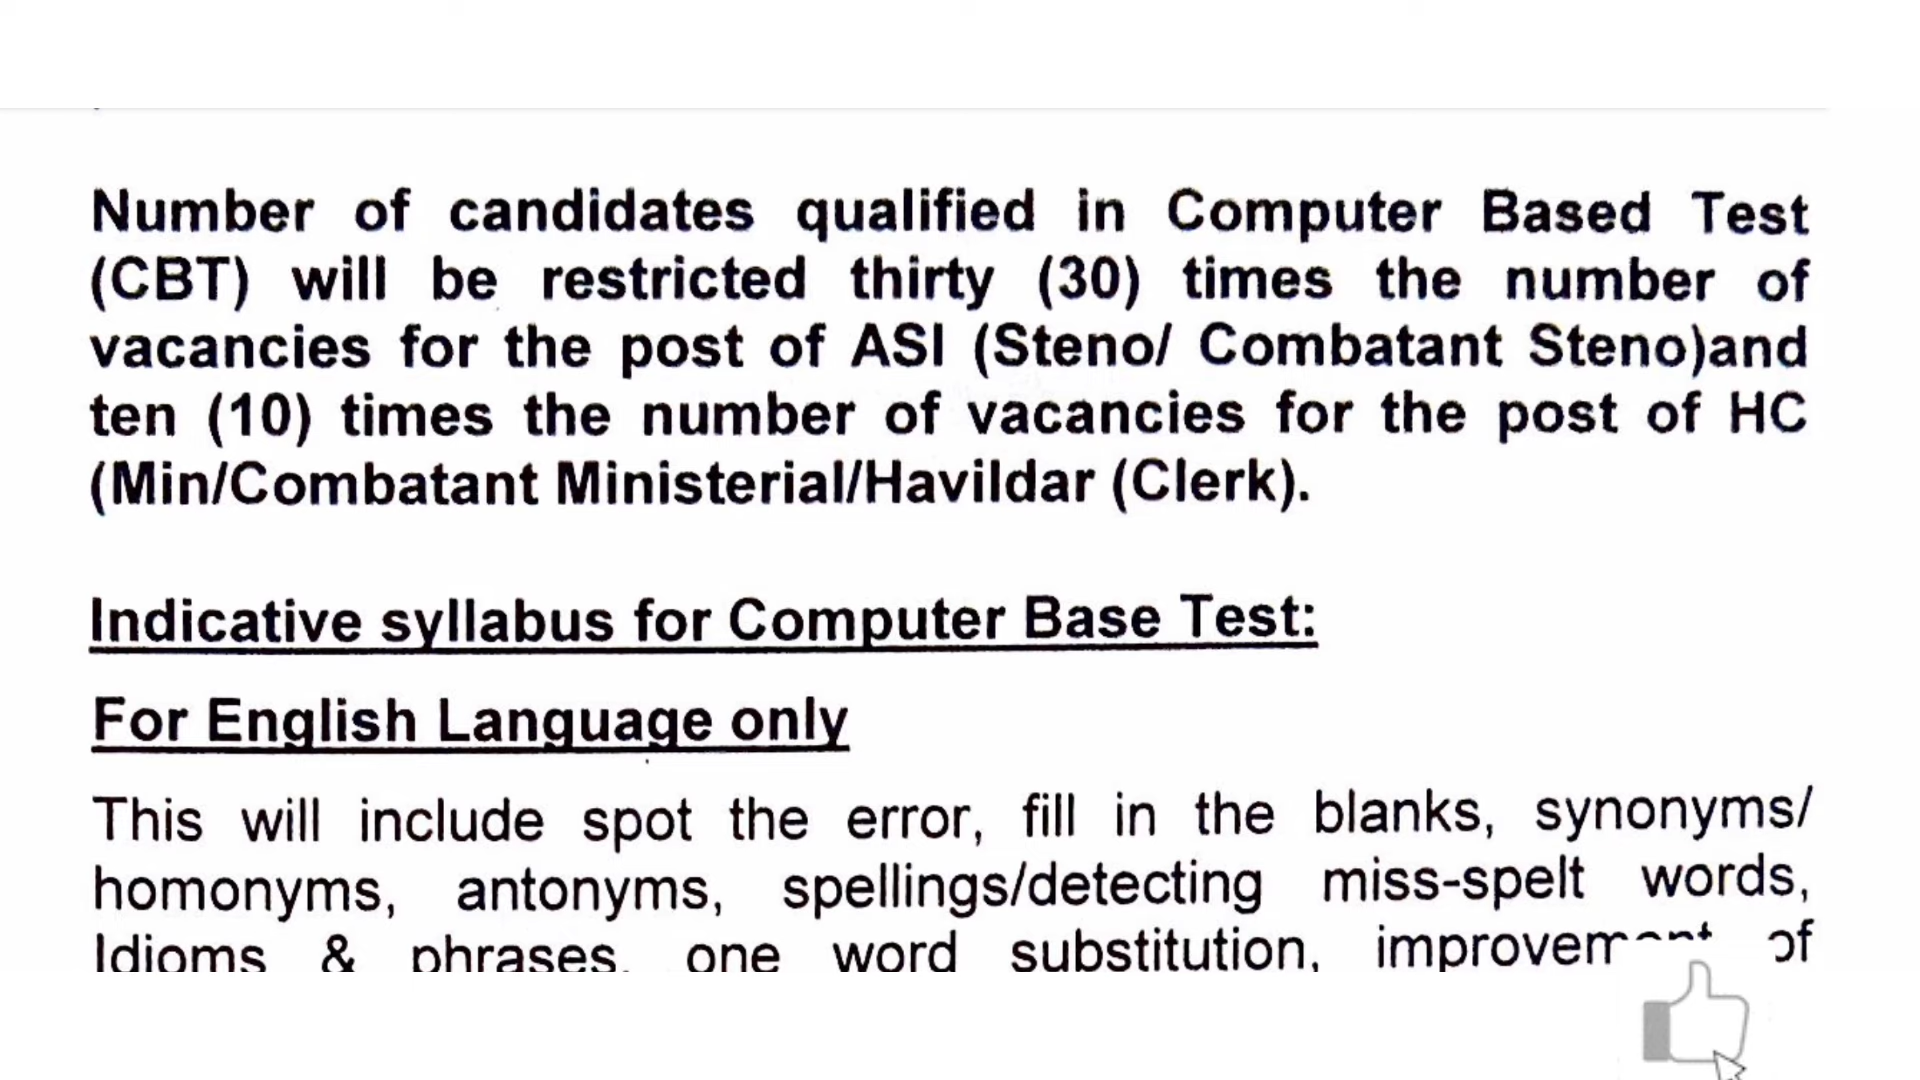 Number of candidates qualified in Computer Based Test
(CBT) will be restricted thirty (30) times the number of
vacancies for the post of ASI (Steno/ Combatant Steno)and
ten (10) times the number of vacancies for the post of HC
(Min/Combatant Ministerial/Havildar (Clerk).
Indicative syllabus for Computer Base Test:
For English Language only
This will include spot the error, fill in the blanks, synonyms/
homonyms, antonyms, spellings/detecting miss-spelt words,
Idioms & phrases, one word substitution, improvement of